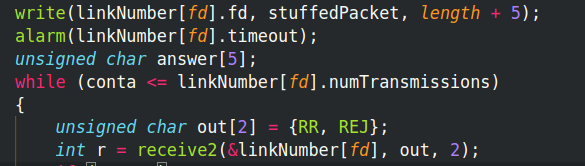 write(linkNumber[fd].fd, stuffedPacket, length + 5);
alarm(linkNumber[fd].timeout);
unsigned char answer[5];
while (conta <= linkNumber[fd].numTransmissions)
{
unsigned char out[2] = {RR, REJ};
int r = receive2(&linkNumber[fd], out, 2);